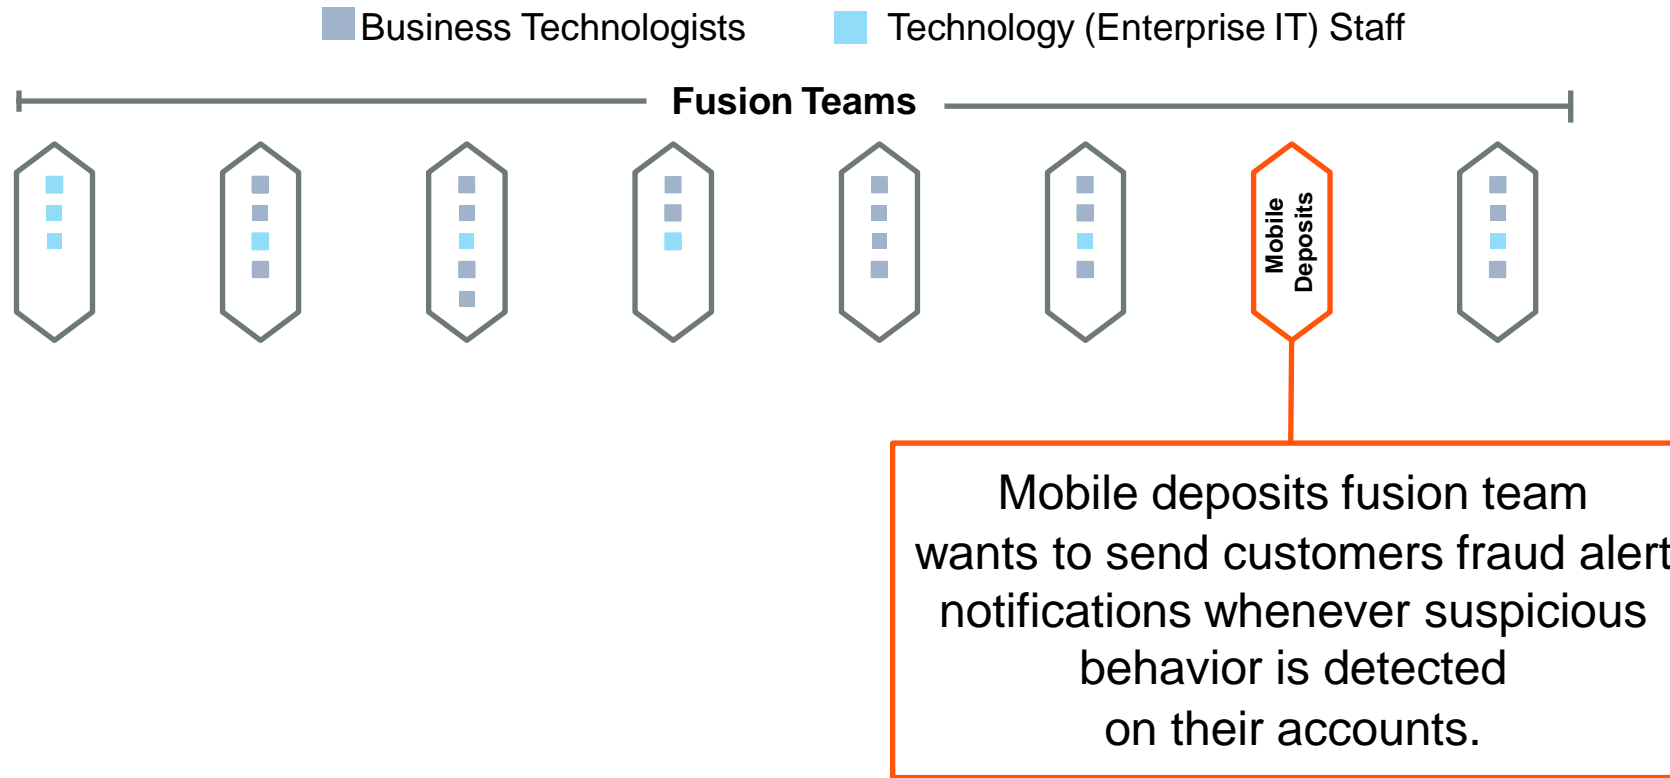 Business Technologists
Technology (Enterprise IT) Staff
Fusion Teams
Mobile
Deposits
Mobile deposits fusion team
wants to send customers fraud alert
notifications whenever suspicious
behavior is detected
on their accounts.